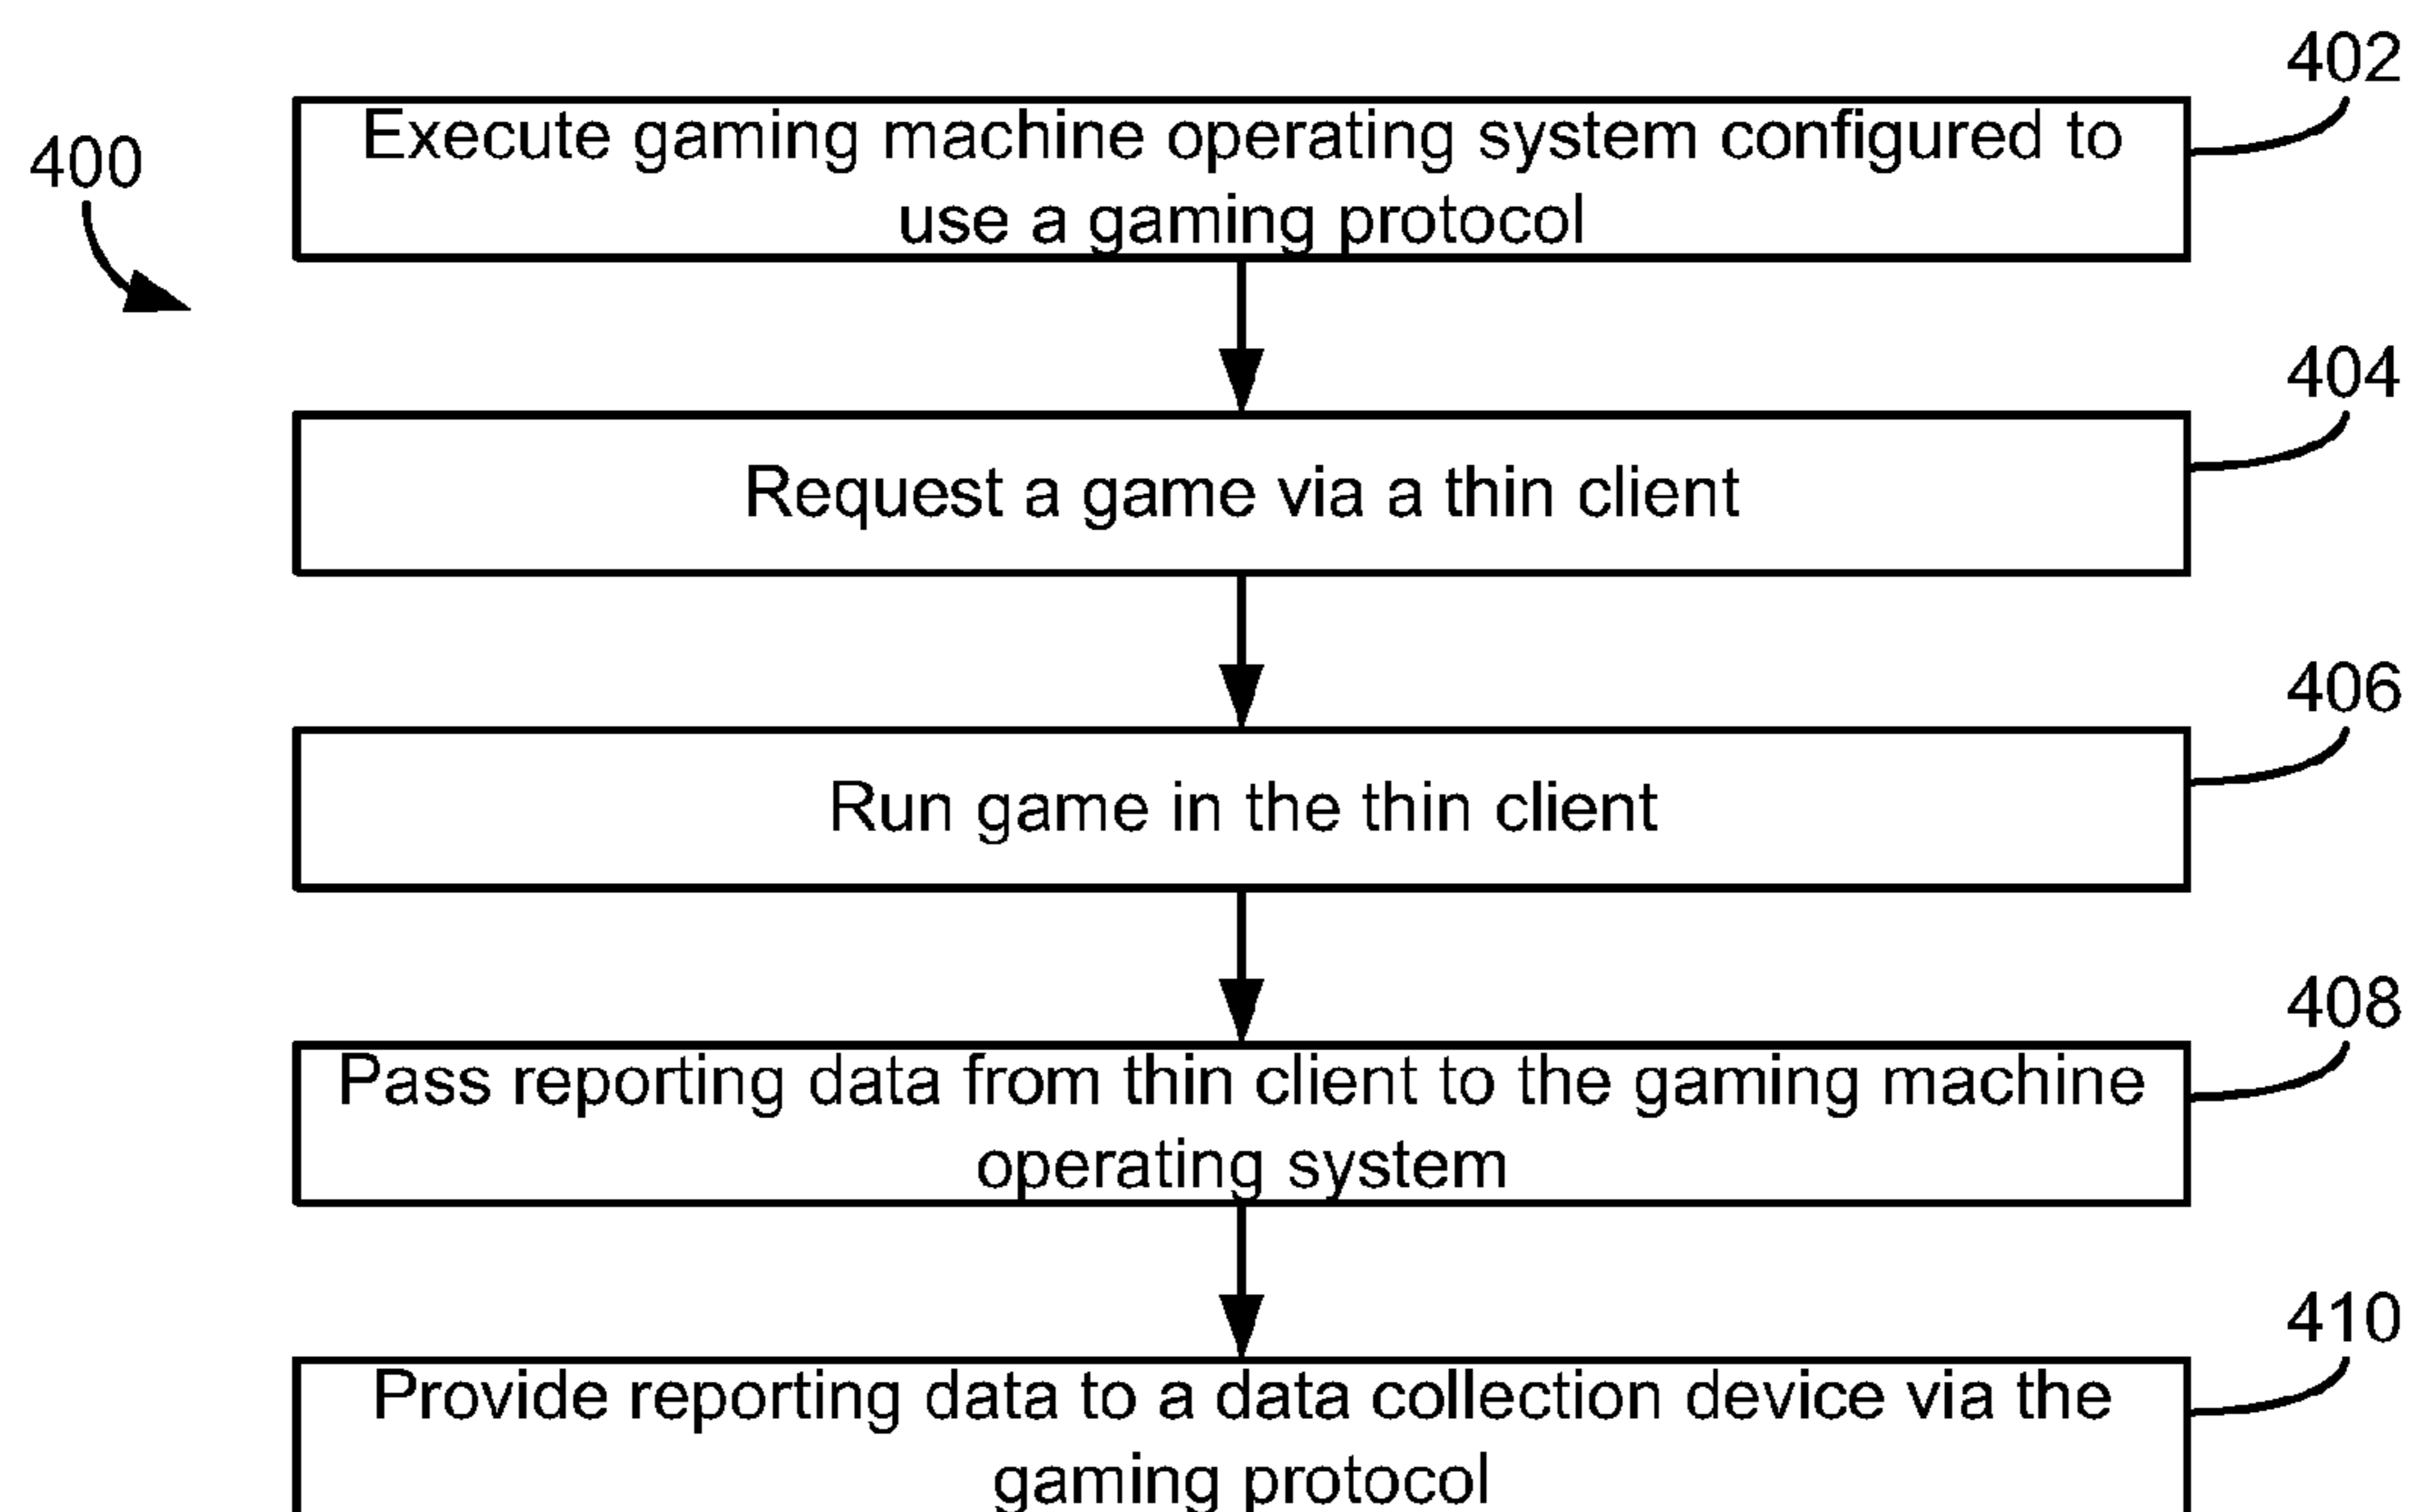 402
400
Execute gaming machine operating system configured to
use a gaming protocol
404
Request a game via a thin client
406
Run game in the thin client
408
Pass reporting data from thin client to the gaming machine
operating system
410
Provide reporting data to a data collection device via the
gaming protocol